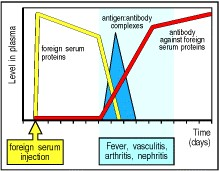 Level in plasma
foreign serum
proteins
antigen:antibody
complexes
antibody
against foreign
serum proteins
Time
(days)
foreign serum
injection
Fever, vasculitis,
arthritis, nephritis